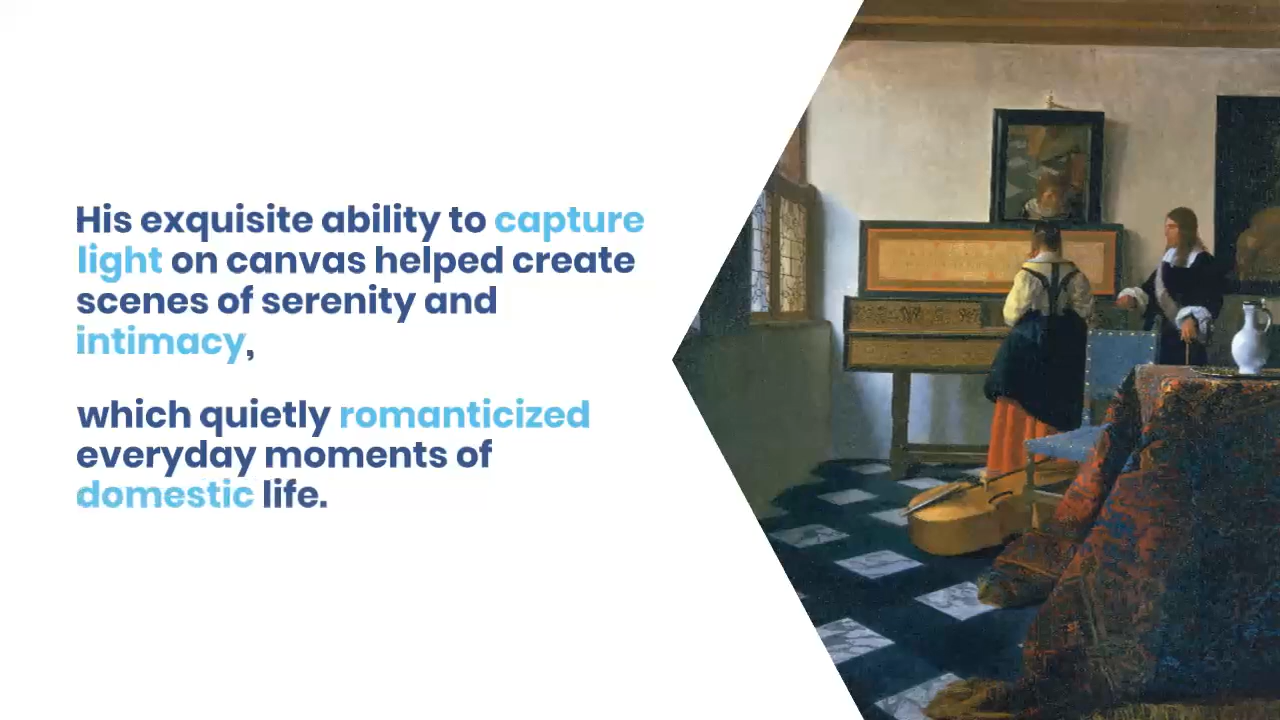 His exquisite ability to capture
light on canvas helped create
scenes of serenity and
intimacy,
which quietly romanticized
everyday moments of
domestic life.